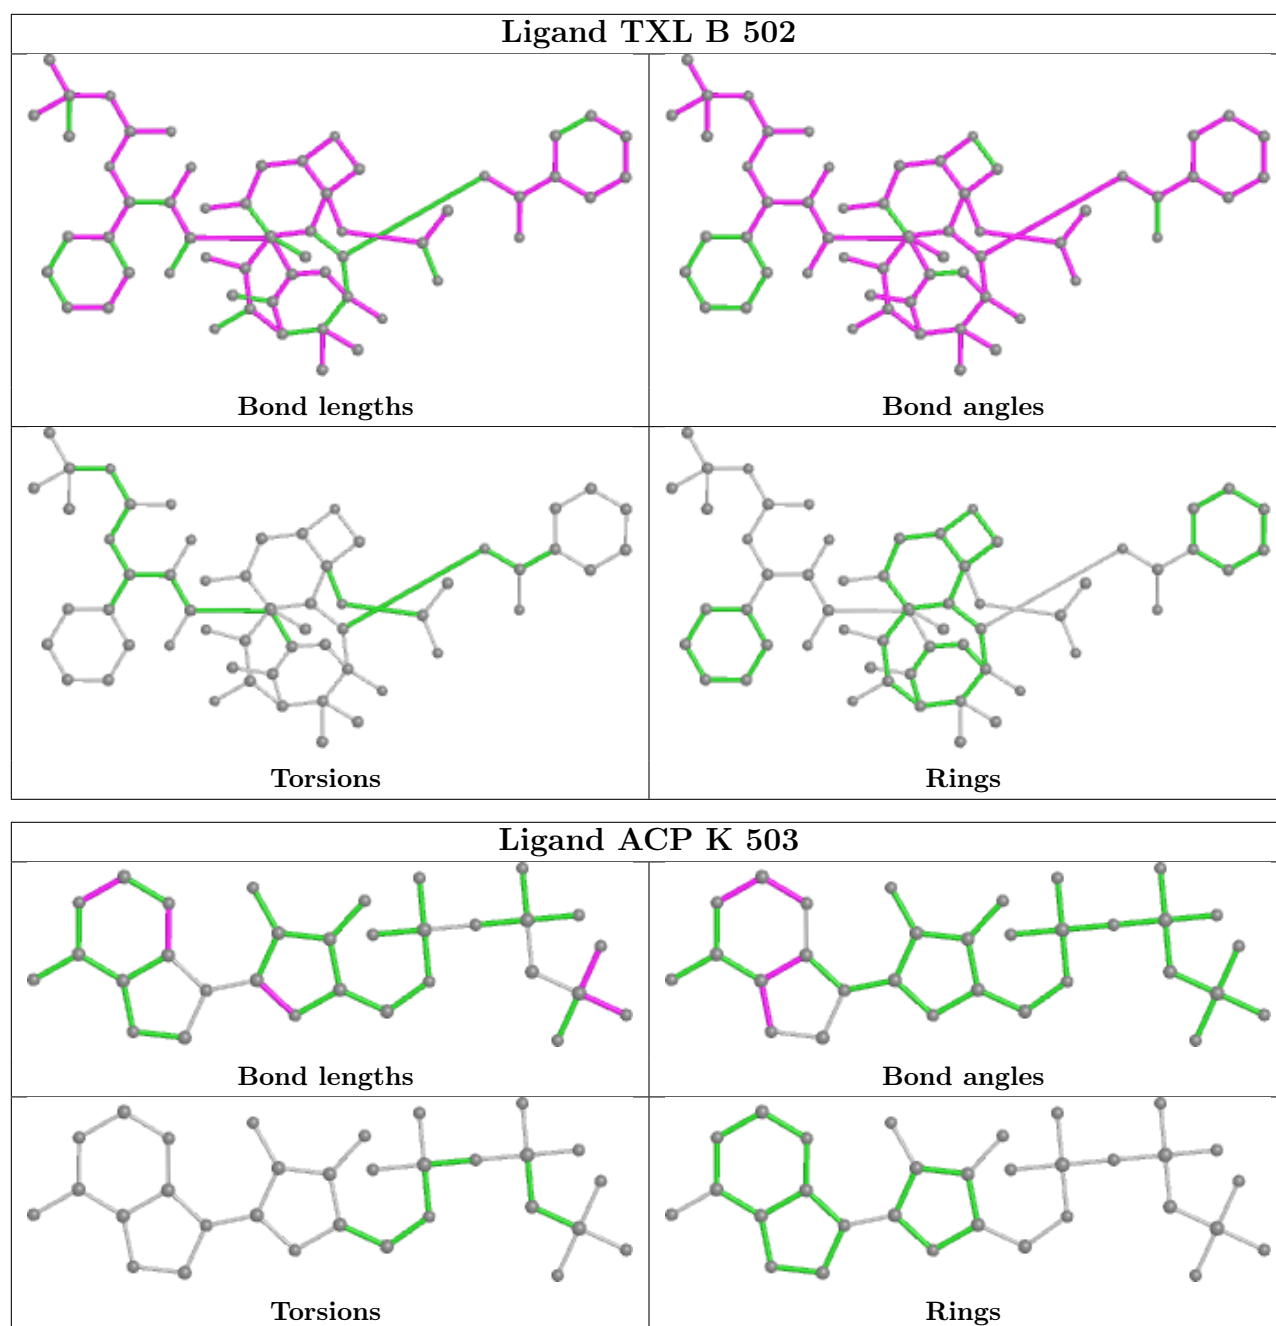 Ligand TXL B 502
Bond lengths
Bond angles
Torsions
Rings
Ligand ACP K 503
Bond lengths
Bond angles
Torsions
Rings